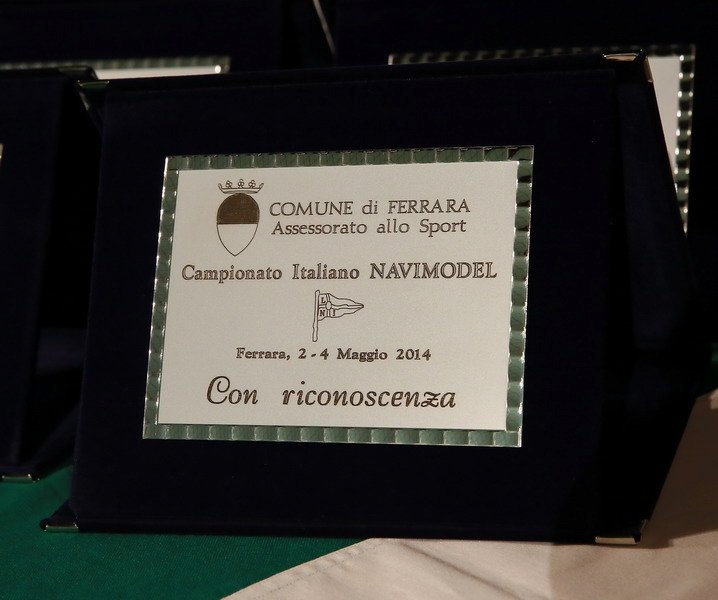 COMUNE di FERRARA
Assessorato allo Sport
Campionato Italiano NAVIMODEL
L
N I
Ferrara, 2 - 4 Maggio 2014
Con riconoscenza